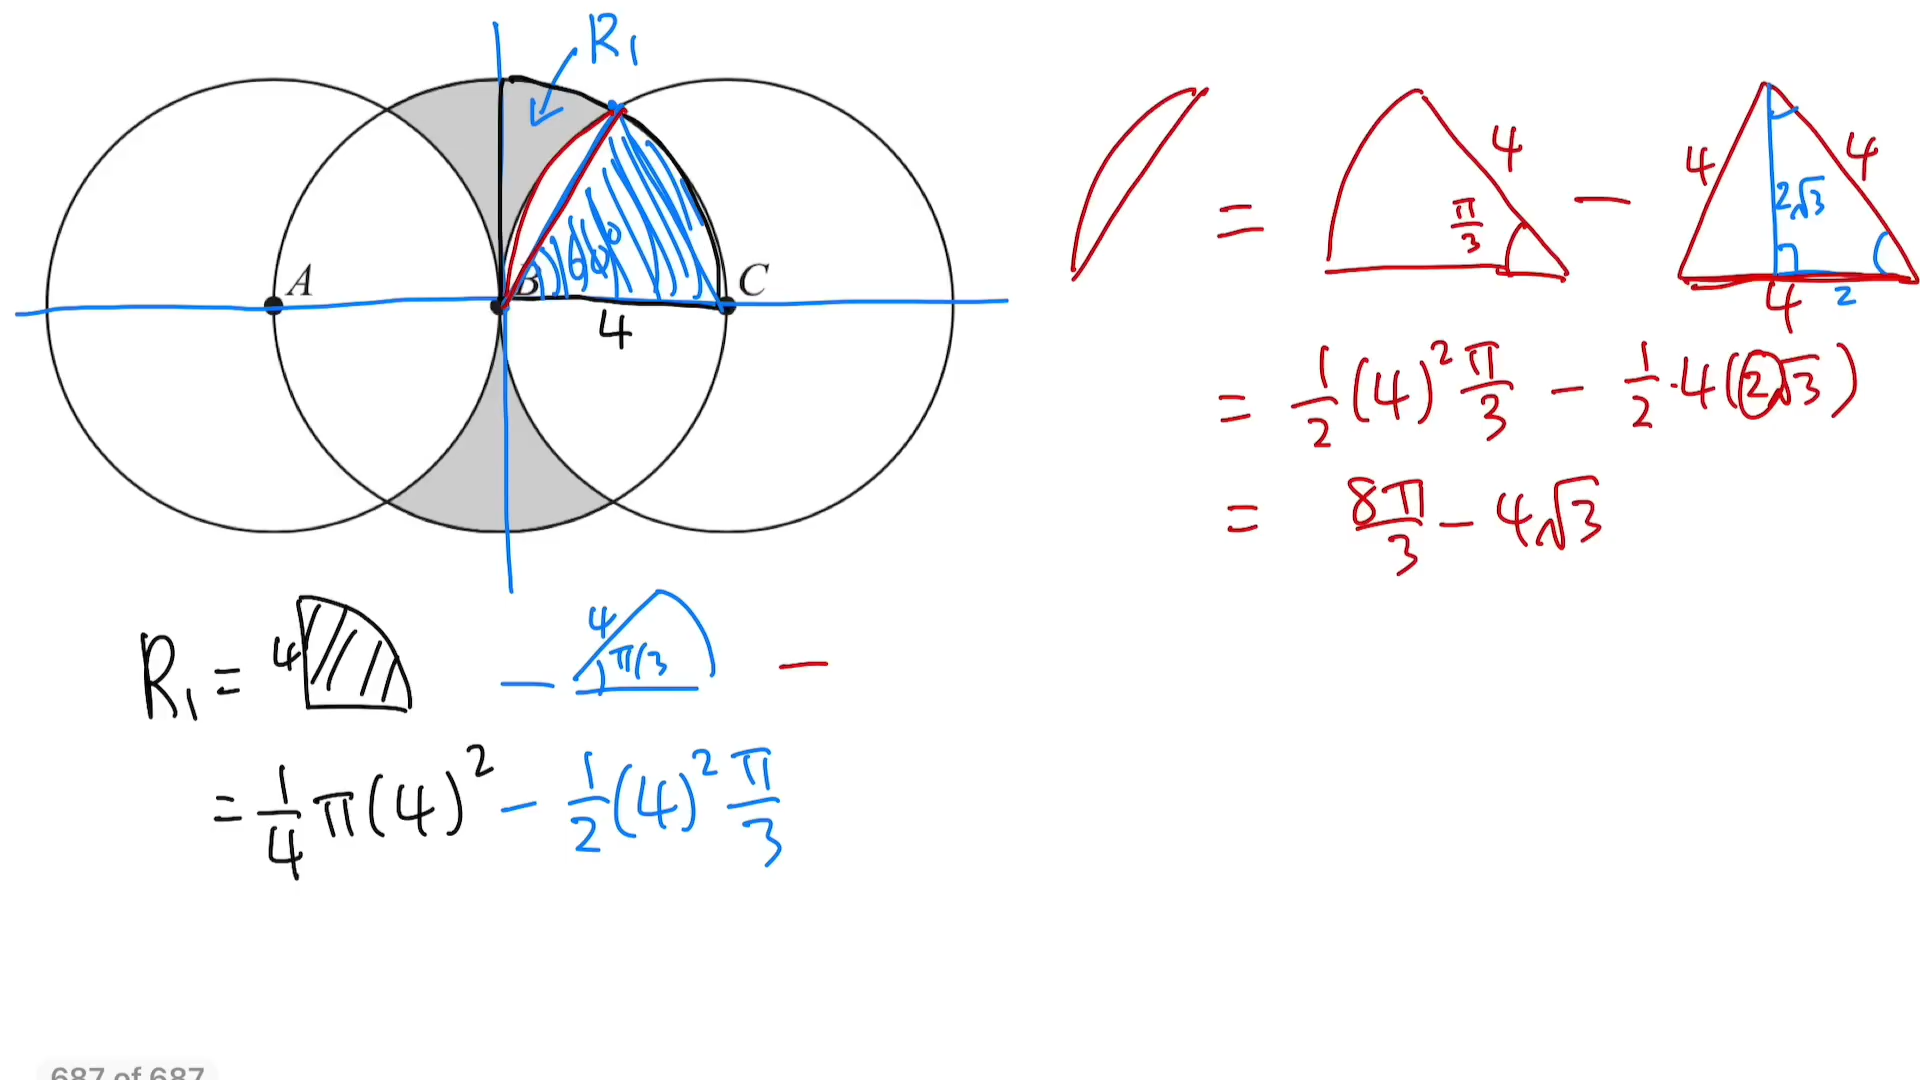 R₁
A B C
60°
4
= 4 π/3 − 4 4 2√3 4 2
= 1/2 (4)² π/3 − 1/2 · 4(2√3)
= 8π/3 − 4√3
R₁ = 4 − 4 π/3 −
= 1/4 π(4)² − 1/2 (4)² π/3
687 of 687